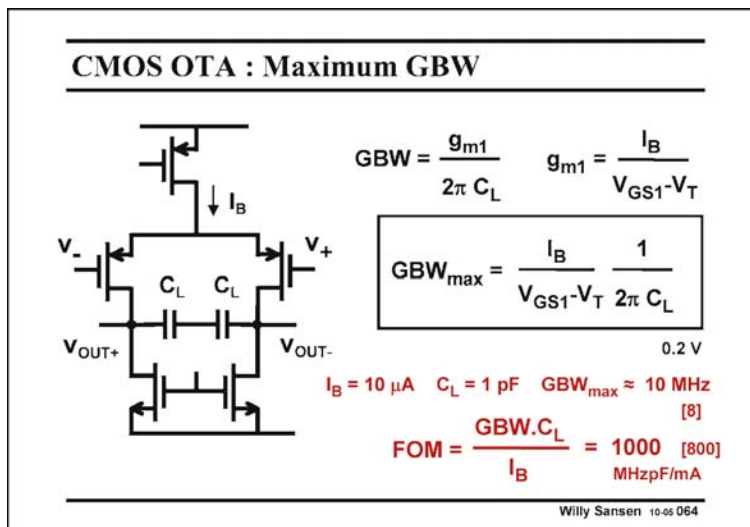 CMOS OTA : Maximum GBW
GBW = g_m1 / 2π C_L
g_m1 = I_B / V_GS1-V_T
I_B
v_-
v_+
C_L C_L
GBW_max = I_B / V_GS1-V_T 1 / 2π C_L
v_OUT+
v_OUT-
0.2 V
I_B = 10 μA C_L = 1 pF GBW_max ≈ 10 MHz
[8]
FOM = GBW.C_L / I_B = 1000 [800]
MHzpF/mA
Willy Sansen 10-05 064